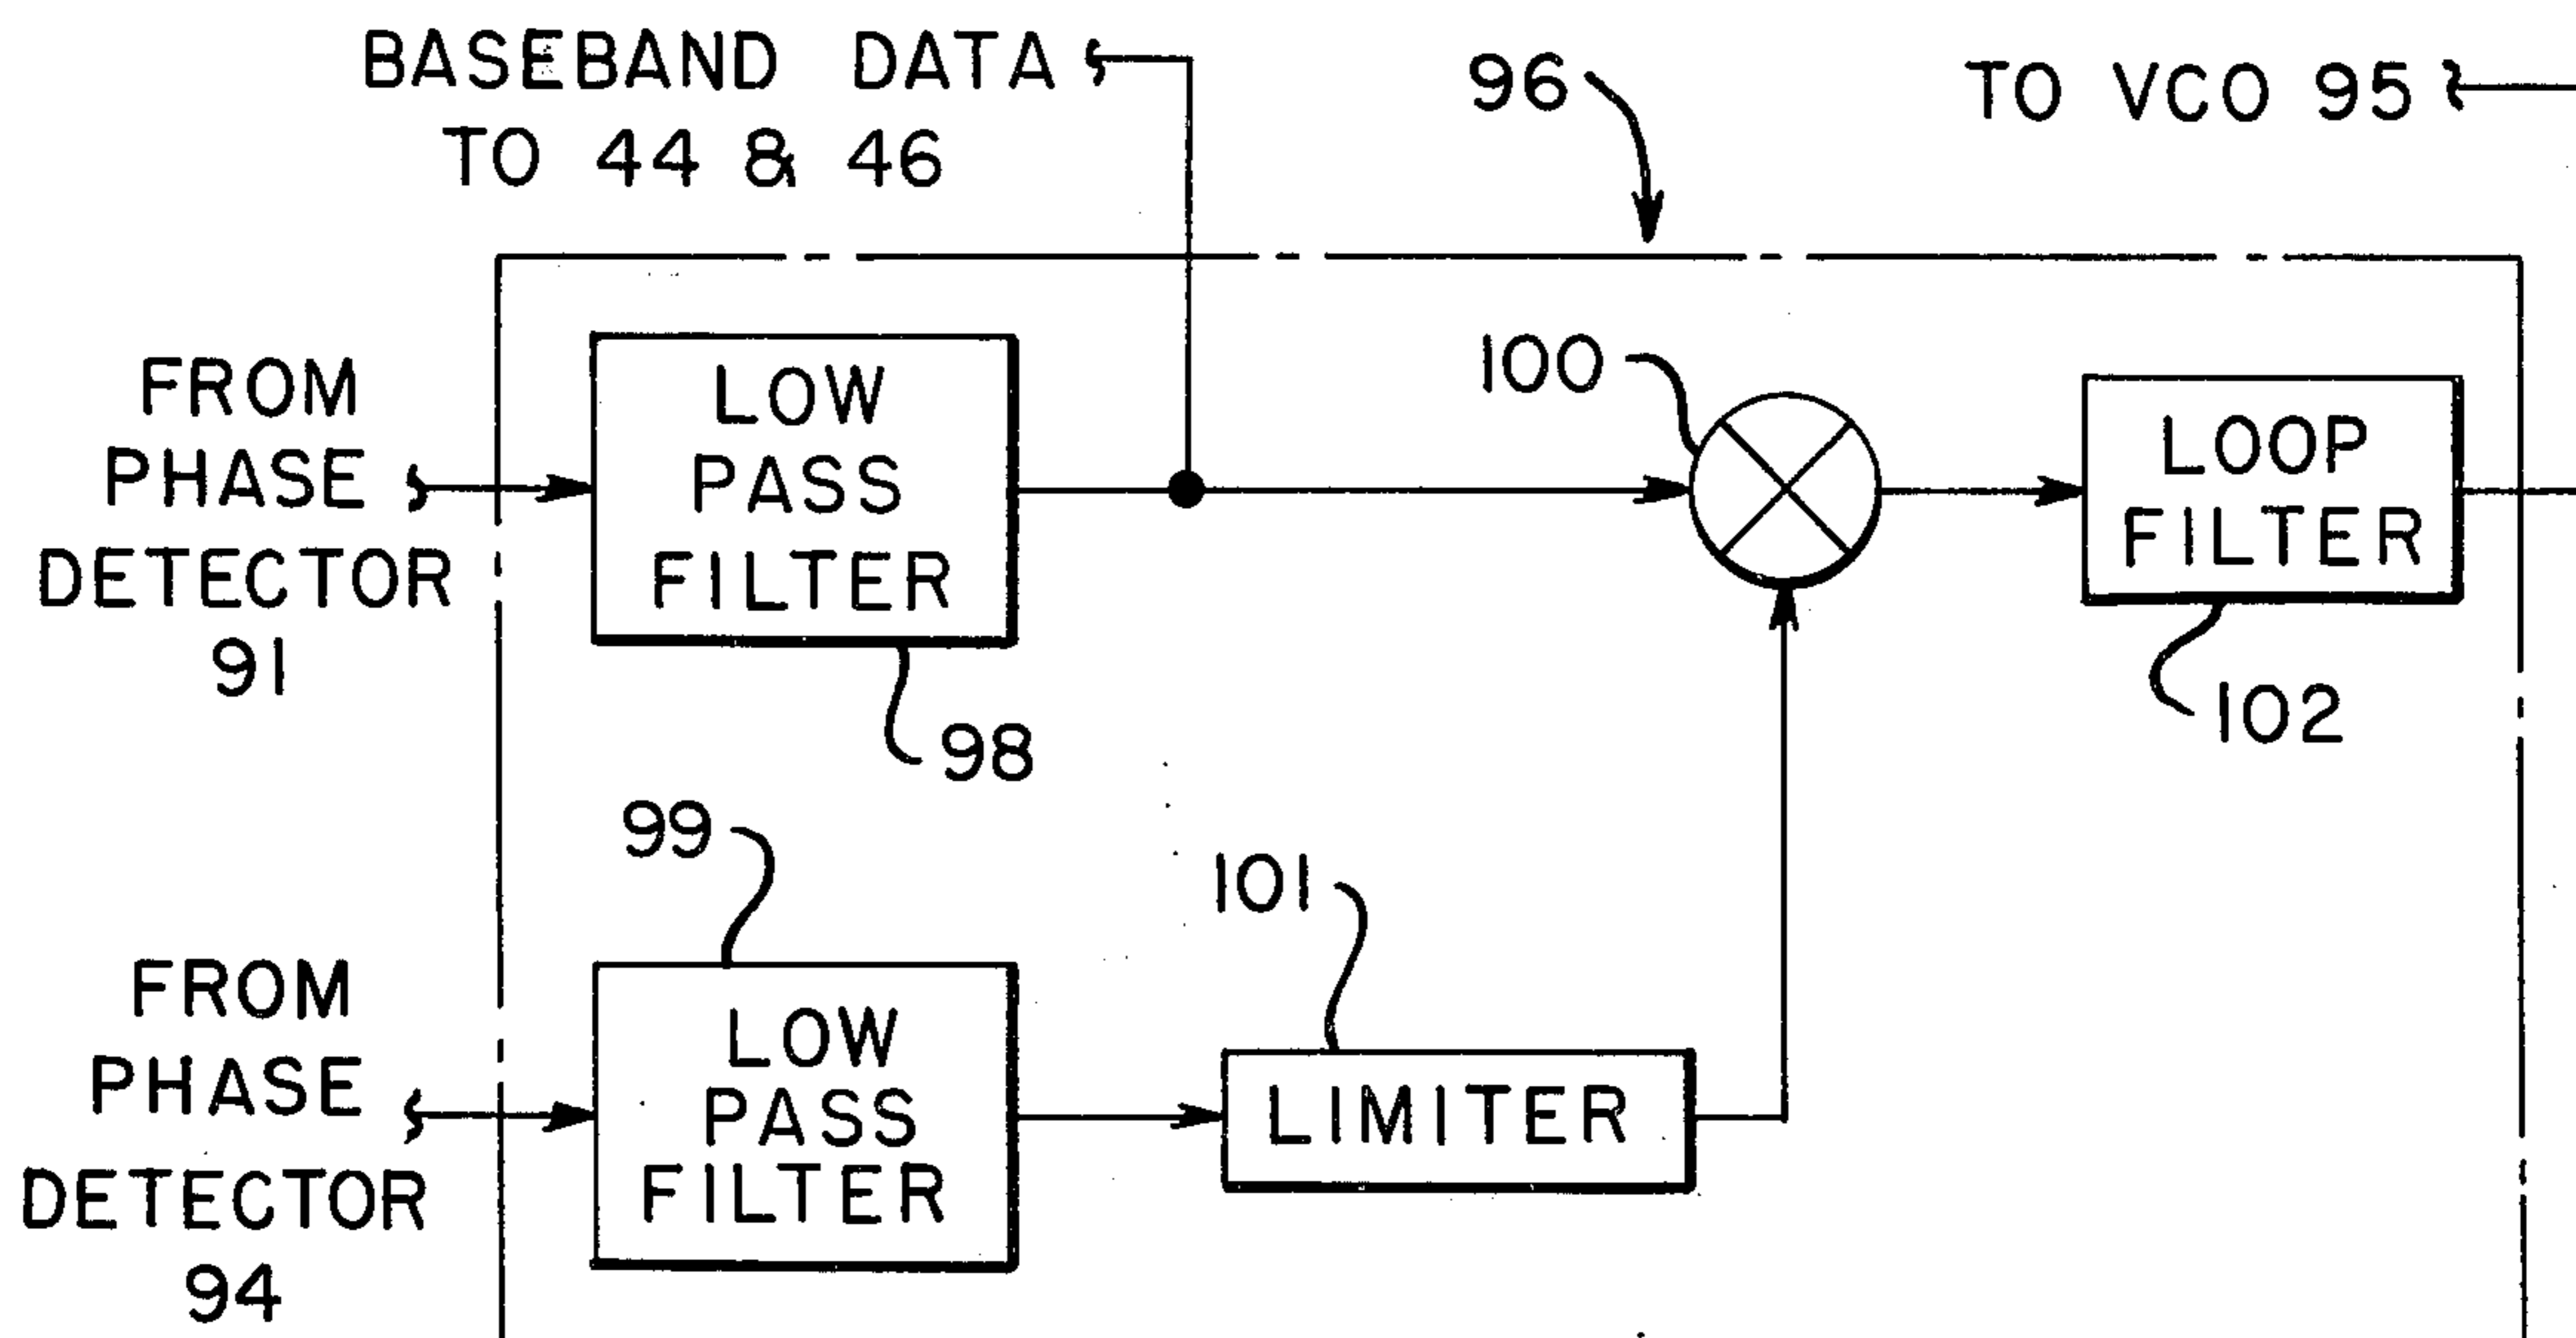 BASEBAND DATA
TO 44 & 46
96
TO VCO 95
FROM
PHASE
DETECTOR
91
LOW
PASS
FILTER
98
100
LOOP
FILTER
102
99
101
FROM
PHASE
DETECTOR
94
LOW
PASS
FILTER
LIMITER